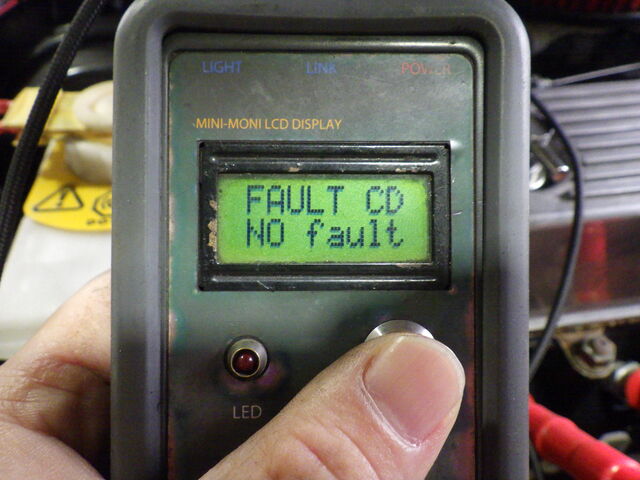 LIGHT LINK POWER
MINI-MONI LCD DISPLAY
FAULT CD
NO fault
LED